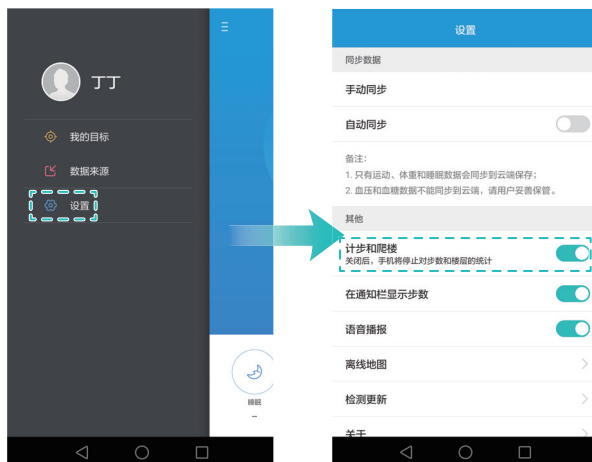 丁丁
我的目标
数据来源
设置
睡眠
--
设置
同步数据
手动同步
自动同步
备注：
1. 只有运动、体重和睡眠数据会同步到云端保存；
2. 血压和血糖数据不能同步到云端，请用户妥善保管。
其他
计步和爬楼
关闭后，手机将停止对步数和楼层的统计
在通知栏显示步数
语音播报
离线地图
检测更新
关于